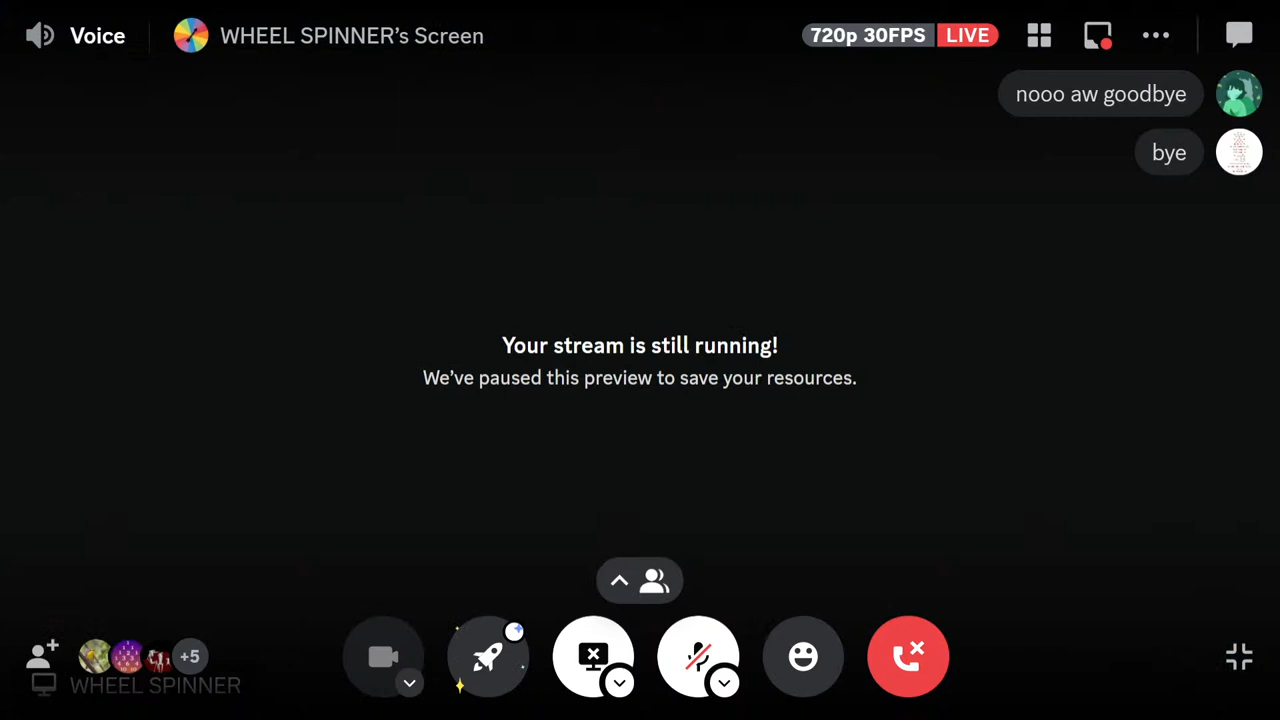 Voice
WHEEL SPINNER's Screen
720p 30FPS LIVE
nooo aw goodbye
bye
Your stream is still running!
We've paused this preview to save your resources.
+5
WHEEL SPINNER